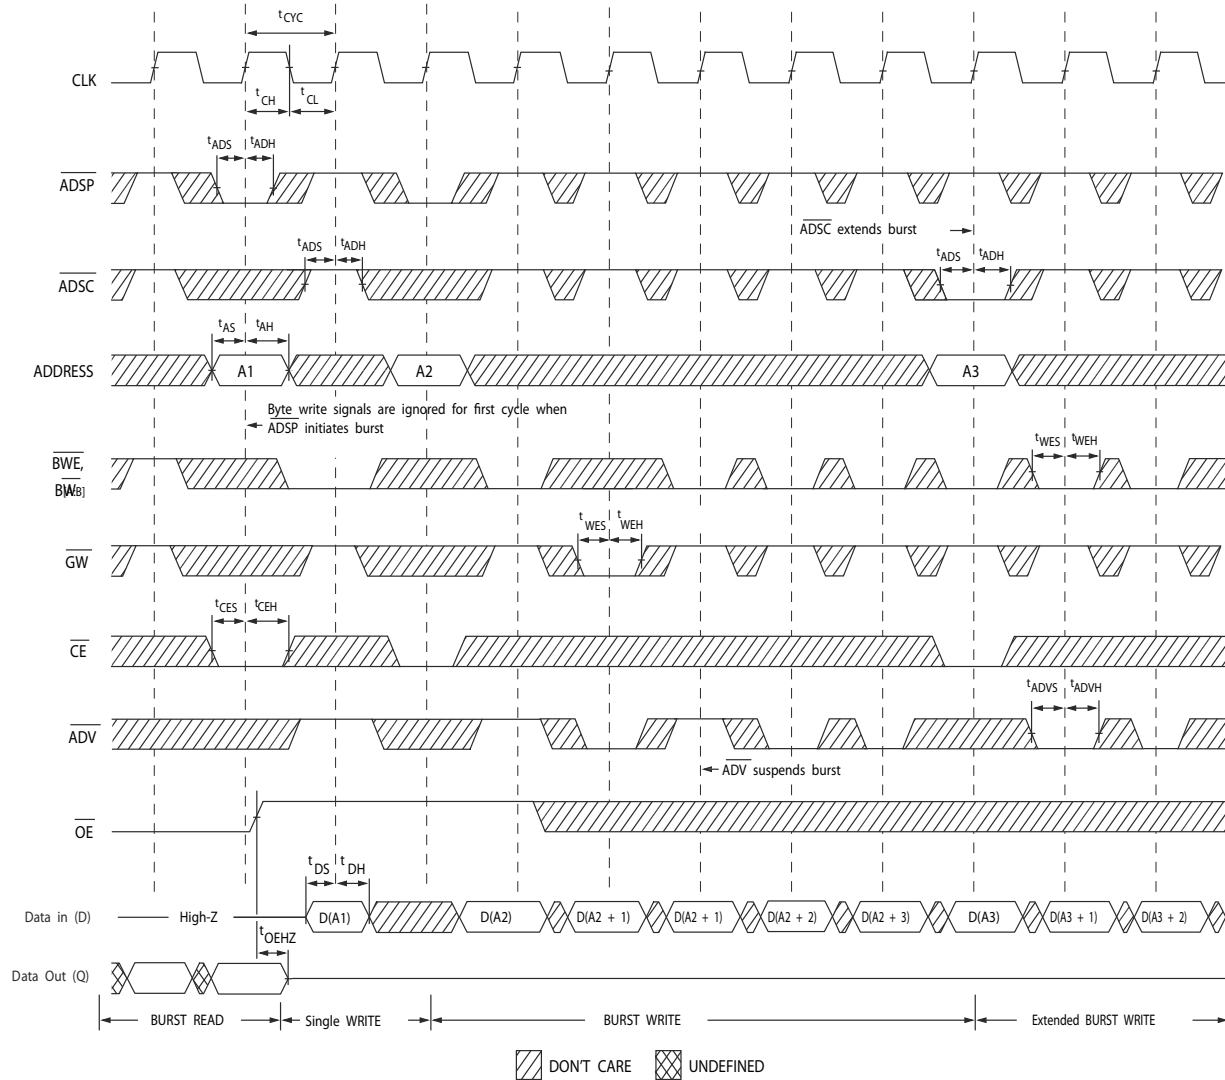 tCYC
CLK
tCH
tCL
tADS
tADH
ADSP
ADSC extends burst
tADS
tADH
tADS
tADH
ADSC
tAS
tAH
ADDRESS
A1
A2
A3
Byte write signals are ignored for first cycle when
ADSP initiates burst
tWES
tWEH
BWE,
tWES
tWEH
GW
tCES
tCEH
CE
tADVS
tADVH
ADV
ADV suspends burst
OE
tDS
tDH
Data in (D)
High-Z
D(A1)
D(A2)
D(A2 + 1)
D(A2 + 1)
D(A2 + 2)
D(A2 + 3)
D(A3)
D(A3 + 1)
D(A3 + 2)
tOEHZ
Data Out (Q)
BURST READ
Single WRITE
BURST WRITE
Extended BURST WRITE
DON'T CARE
UNDEFINED